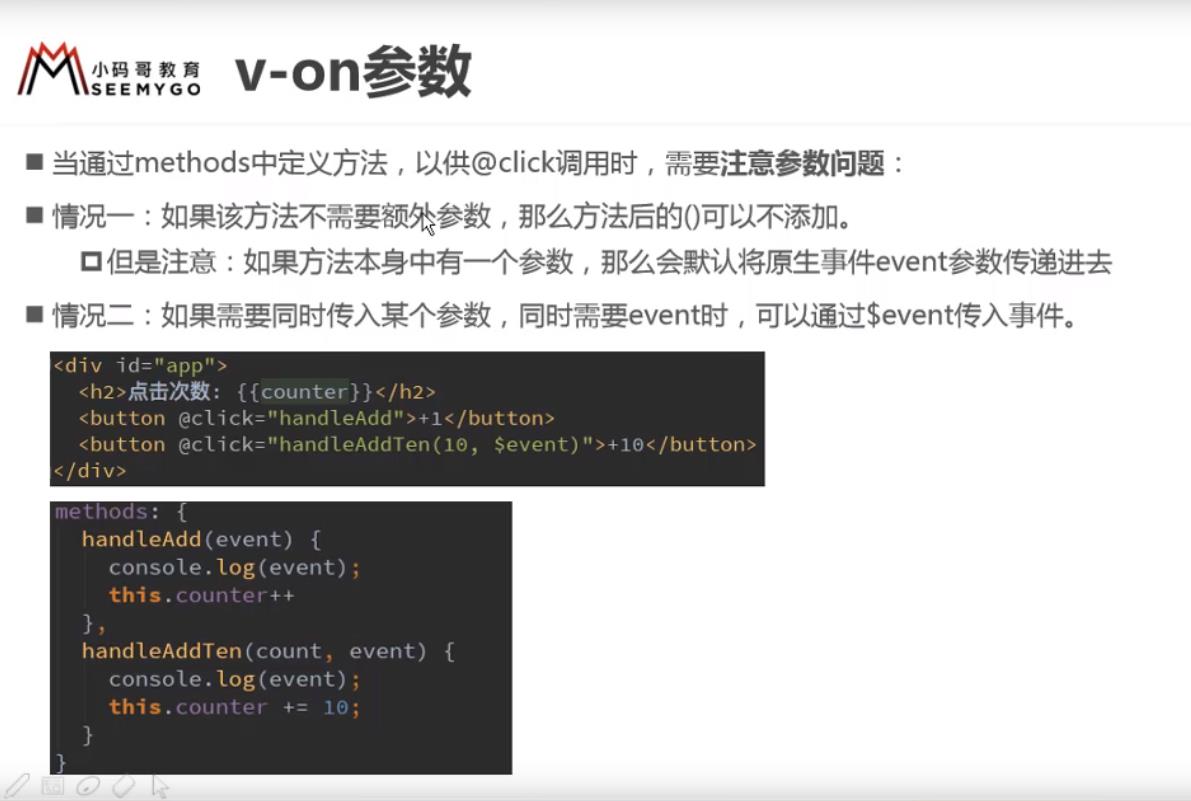 小码哥教育
SEEMYGO
v-on参数
当通过methods中定义方法，以供@click调用时，需要注意参数问题：
情况一：如果该方法不需要额外参数，那么方法后的()可以不添加。
但是注意：如果方法本身中有一个参数，那么会默认将原生事件event参数传递进去
情况二：如果需要同时传入某个参数，同时需要event时，可以通过$event传入事件。
<div id="app">
<h2>点击次数: {{counter}}</h2>
<button @click="handleAdd">+1</button>
<button @click="handleAddTen(10, $event)">+10</button>
</div>
methods: {
handleAdd(event) {
console.log(event);
this.counter++
},
handleAddTen(count, event) {
console.log(event);
this.counter += 10;
}
}